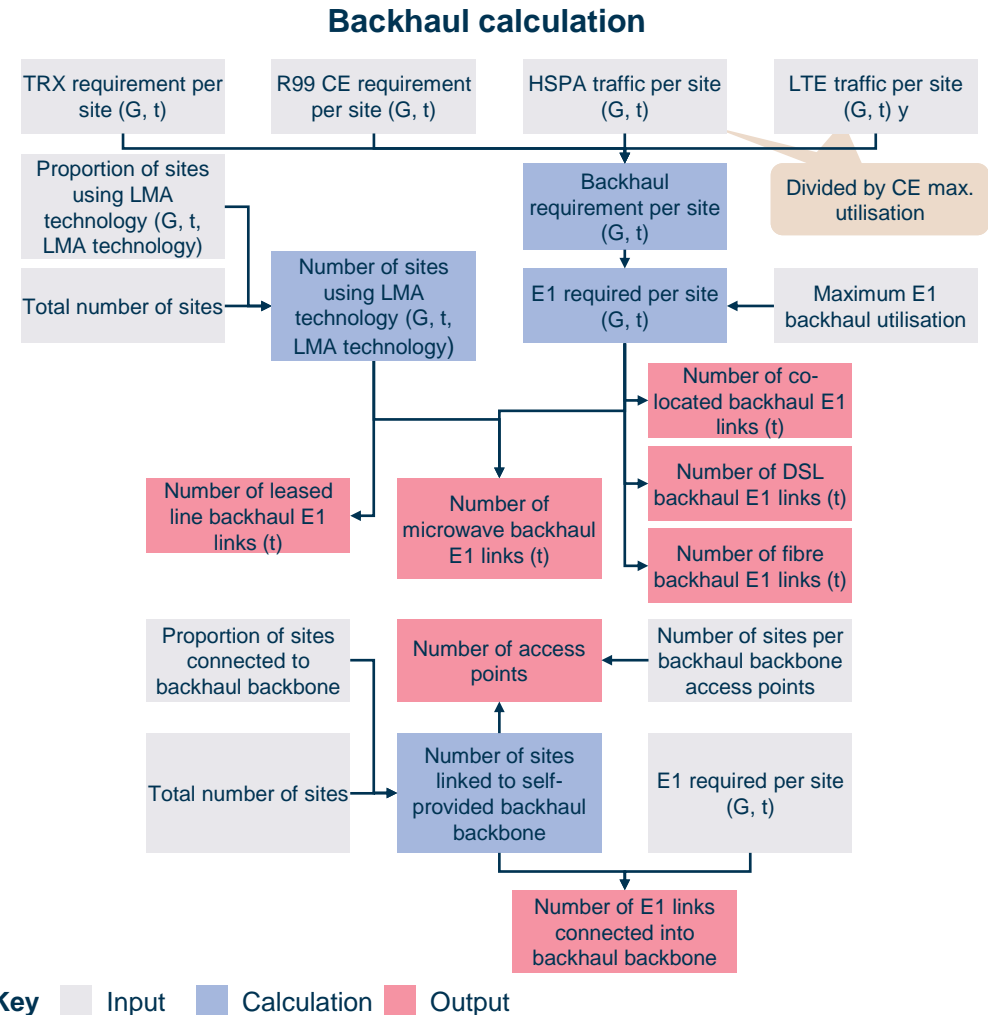 Backhaul calculation
TRX requirement per
site (G, t)
R99 CE requirement
per site (G, t)
HSPA traffic per site
(G, t)
LTE traffic per site
(G, t) y
Proportion of sites
using LMA
technology (G, t,
LMA technology)
Backhaul
requirement per site
(G, t)
Divided by CE max.
utilisation
Total number of sites
Number of sites
using LMA
technology (G, t,
LMA technology)
E1 required per site
(G, t)
Maximum E1
backhaul utilisation
Number of co-
located backhaul E1
links (t)
Number of leased
line backhaul E1
links (t)
Number of
microwave backhaul
E1 links (t)
Number of DSL
backhaul E1 links (t)
Number of fibre
backhaul E1 links (t)
Proportion of sites
connected to
backhaul backbone
Number of access
points
Number of sites per
backhaul backbone
access points
Total number of sites
Number of sites
linked to self-
provided backhaul
backbone
E1 required per site
(G, t)
Number of E1 links
connected into
backhaul backbone
Key Input Calculation Output